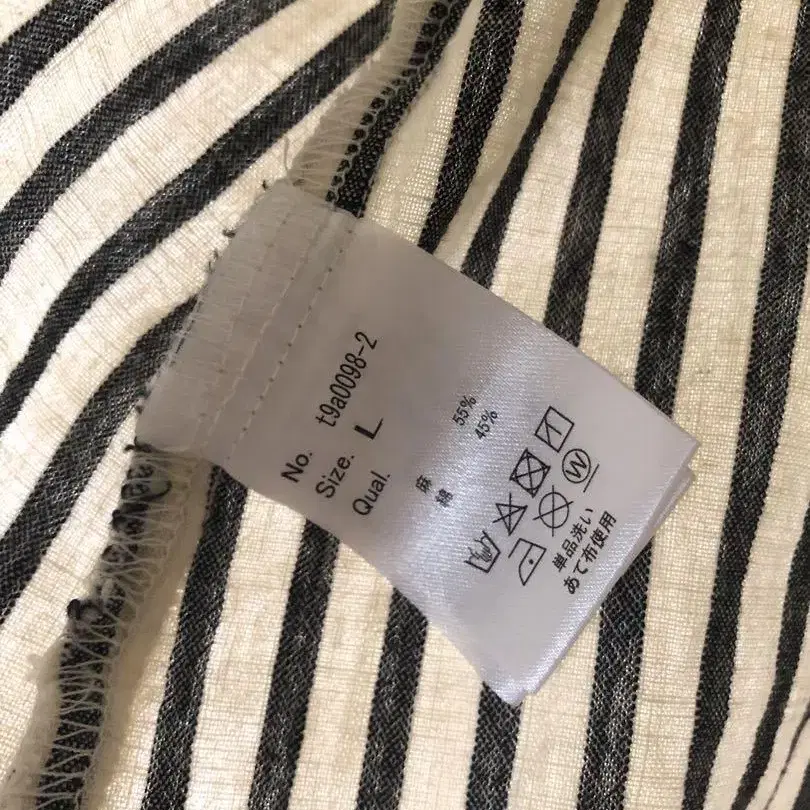 No. t9a0098-2
Size. L
Qual.
麻 55%
綿 45%
W
単品洗い
あて布使用